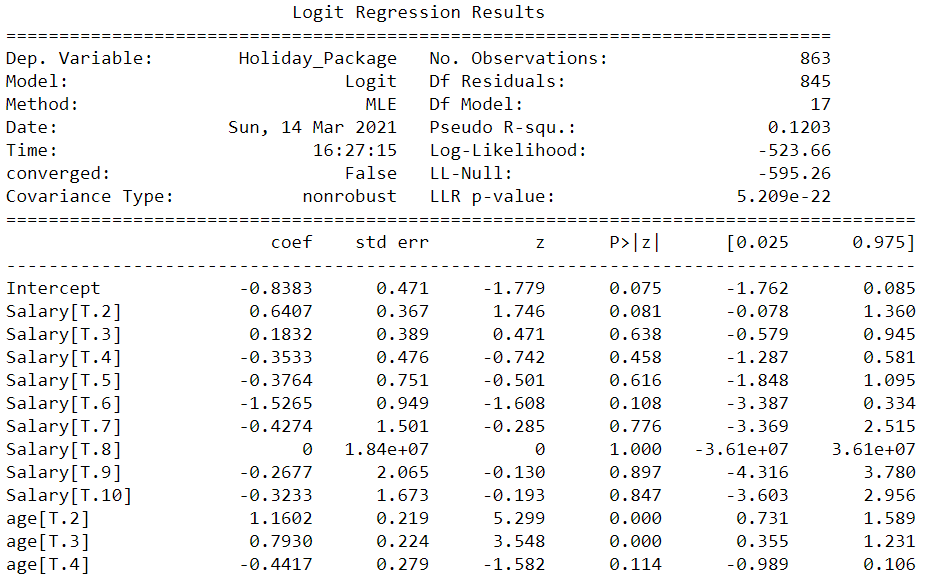 Logit Regression Results
==============================================================================
Dep. Variable: Holiday_Package No. Observations: 863
Model: Logit Df Residuals: 845
Method: MLE Df Model: 17
Date: Sun, 14 Mar 2021 Pseudo R-squ.: 0.1203
Time: 16:27:15 Log-Likelihood: -523.66
converged: False LL-Null: -595.26
Covariance Type: nonrobust LLR p-value: 5.209e-22
======================================================================================
coef std err z P>|z| [0.025 0.975]
--------------------------------------------------------------------------------------
Intercept -0.8383 0.471 -1.779 0.075 -1.762 0.085
Salary[T.2] 0.6407 0.367 1.746 0.081 -0.078 1.360
Salary[T.3] 0.1832 0.389 0.471 0.638 -0.579 0.945
Salary[T.4] -0.3533 0.476 -0.742 0.458 -1.287 0.581
Salary[T.5] -0.3764 0.751 -0.501 0.616 -1.848 1.095
Salary[T.6] -1.5265 0.949 -1.608 0.108 -3.387 0.334
Salary[T.7] -0.4274 1.501 -0.285 0.776 -3.369 2.515
Salary[T.8] 0 1.84e+07 0 1.000 -3.61e+07 3.61e+07
Salary[T.9] -0.2677 2.065 -0.130 0.897 -4.316 3.780
Salary[T.10] -0.3233 1.673 -0.193 0.847 -3.603 2.956
age[T.2] 1.1602 0.219 5.299 0.000 0.731 1.589
age[T.3] 0.7930 0.224 3.548 0.000 0.355 1.231
age[T.4] -0.4417 0.279 -1.582 0.114 -0.989 0.106